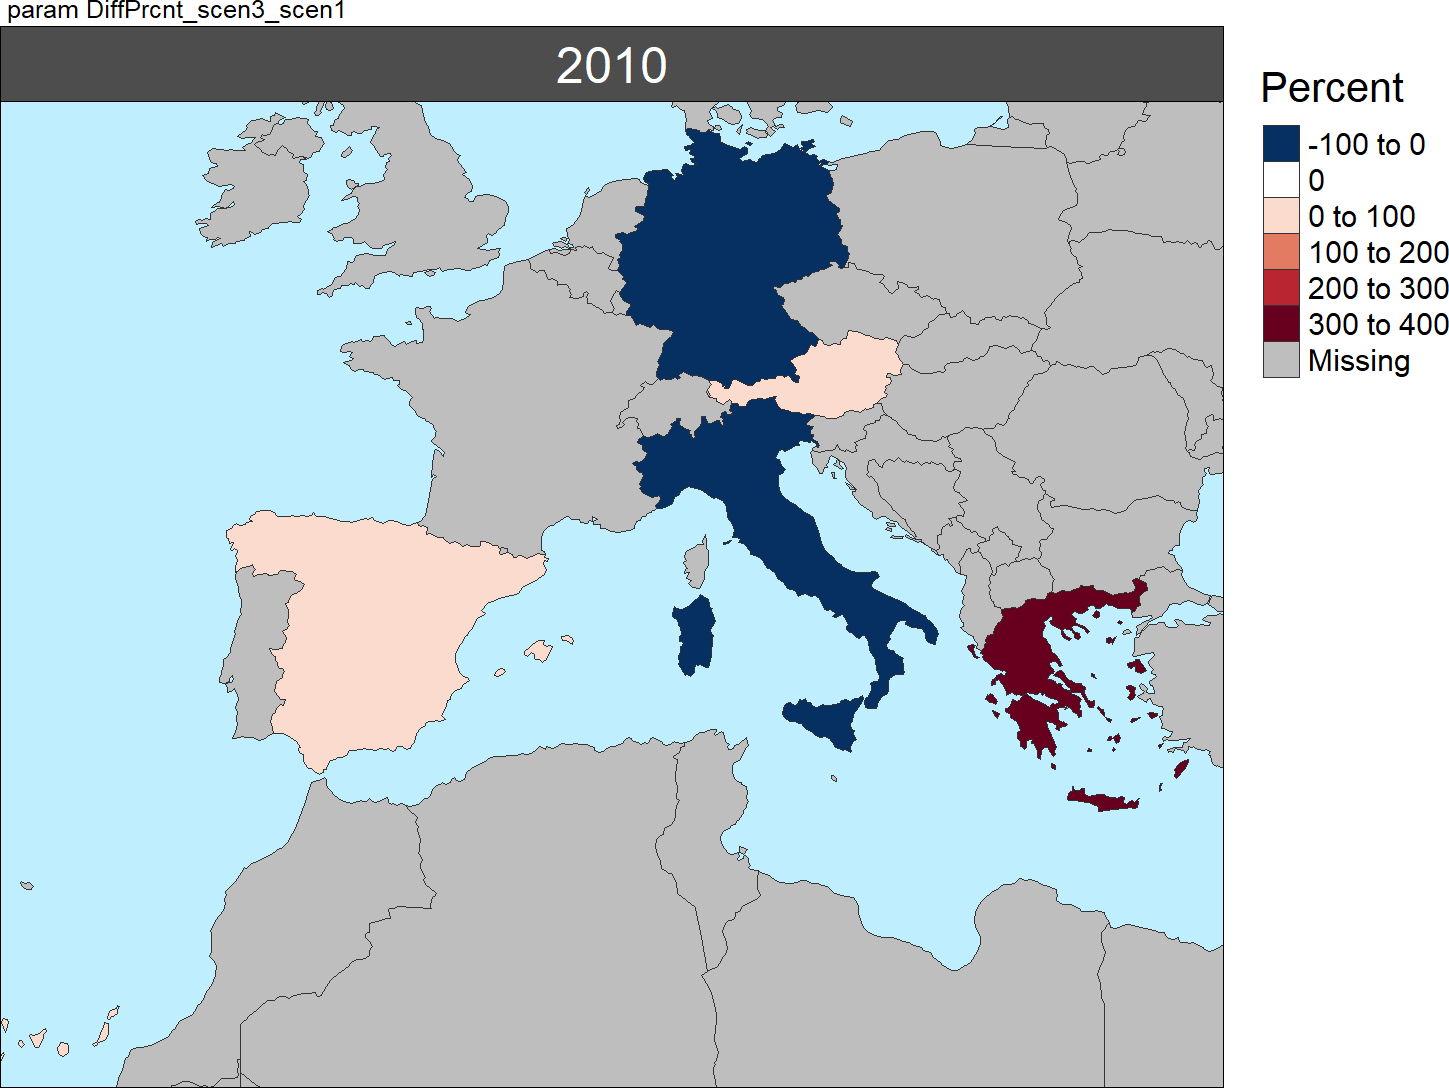 param DiffPrcnt_scen3_scen1
2010
Percent
-100 to 0
0
0 to 100
100 to 200
200 to 300
300 to 400
Missing